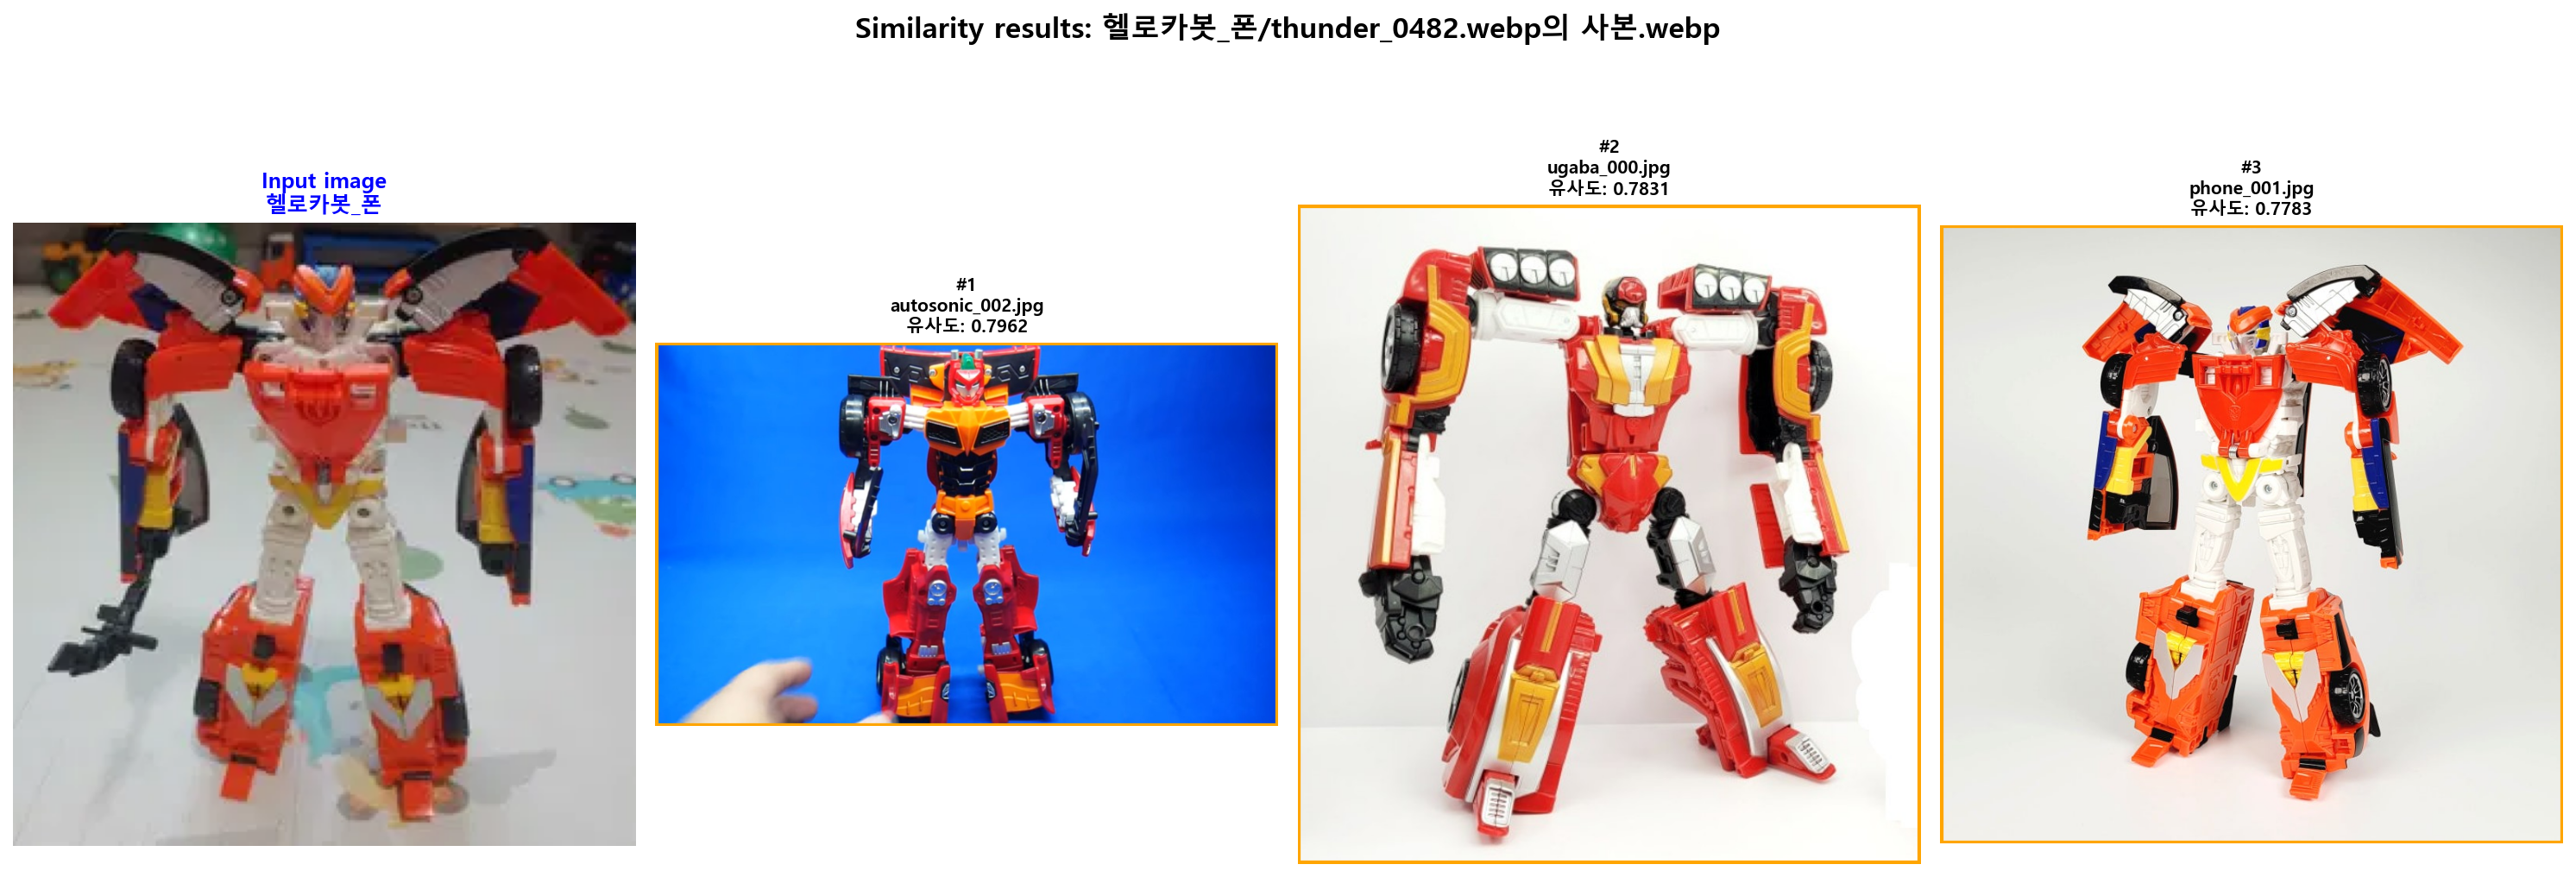 Similarity results: 헬로카봇_폰/thunder_0482.webp의 사본.webp
Input image
헬로카봇_폰
#1
autosonic_002.jpg
유사도: 0.7962
#2
ugaba_000.jpg
유사도: 0.7831
#3
phone_001.jpg
유사도: 0.7783